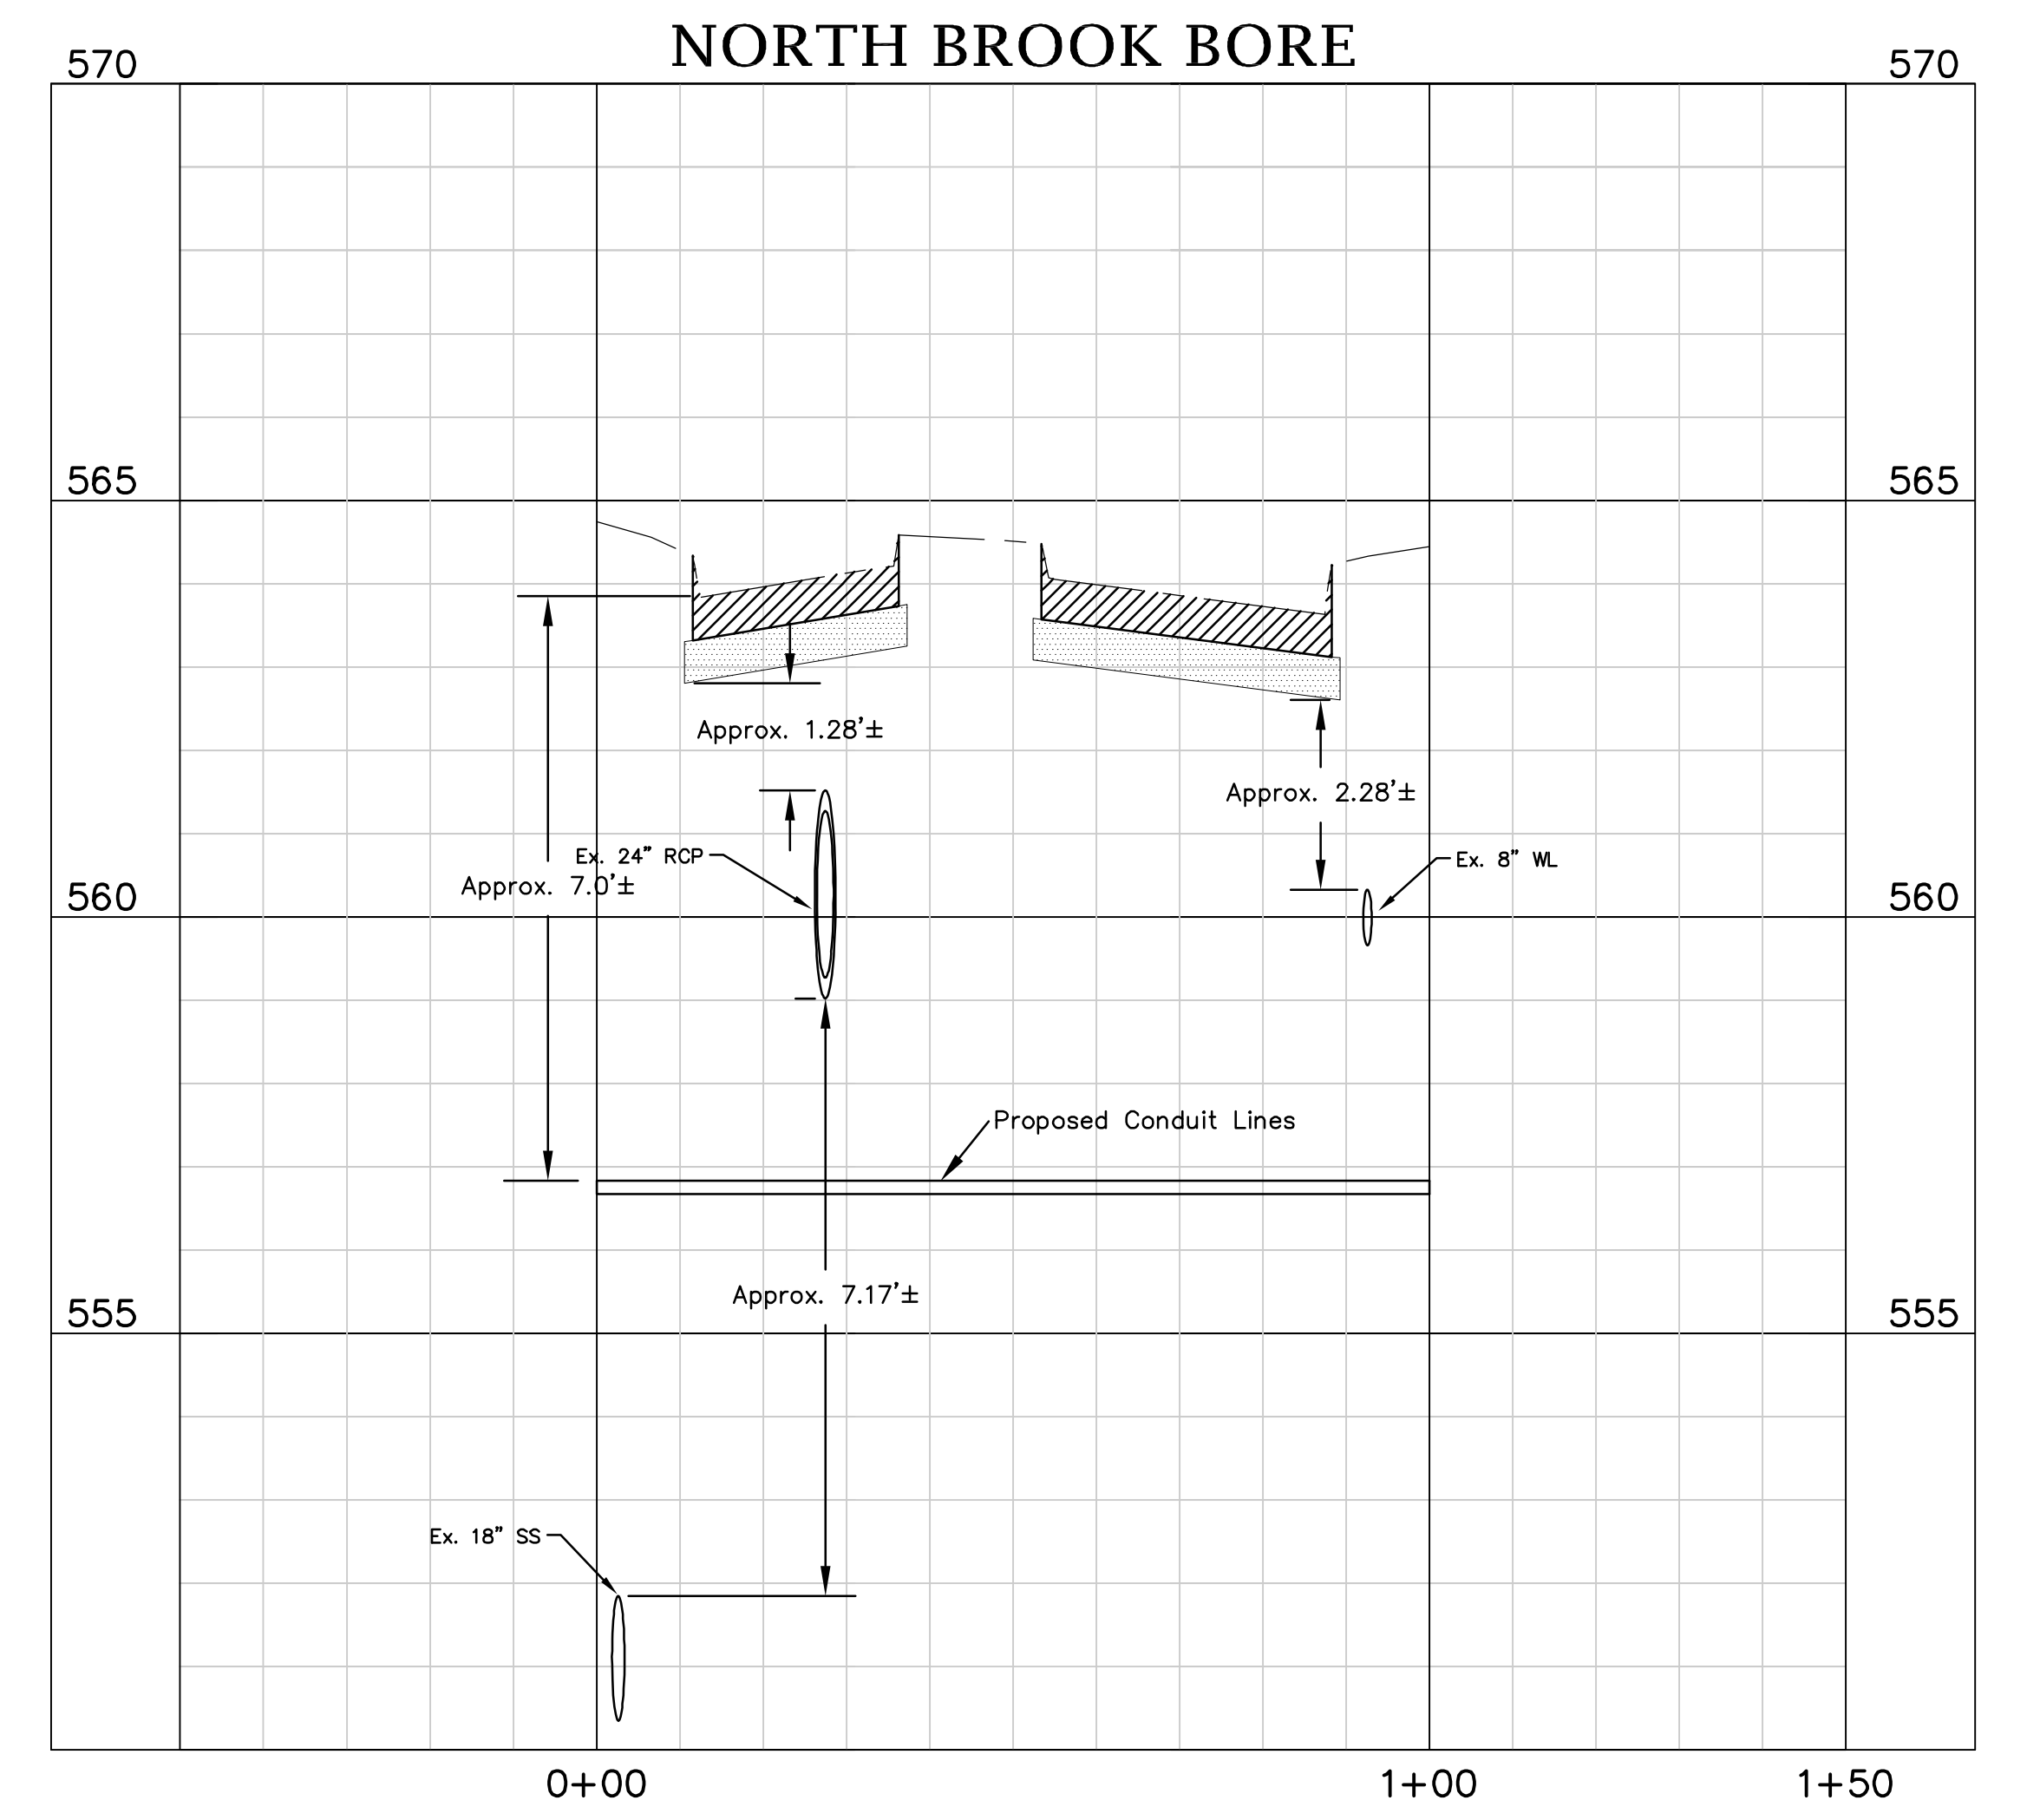 NORTH BROOK BORE
570 570
565 565
Approx. 1.28'±
Approx. 2.28'±
Ex. 24" RCP
Ex. 8" WL
Approx. 7.0'±
560 560
Proposed Conduit Lines
Approx. 7.17'±
555 555
Ex. 18" SS
0+00 1+00 1+50